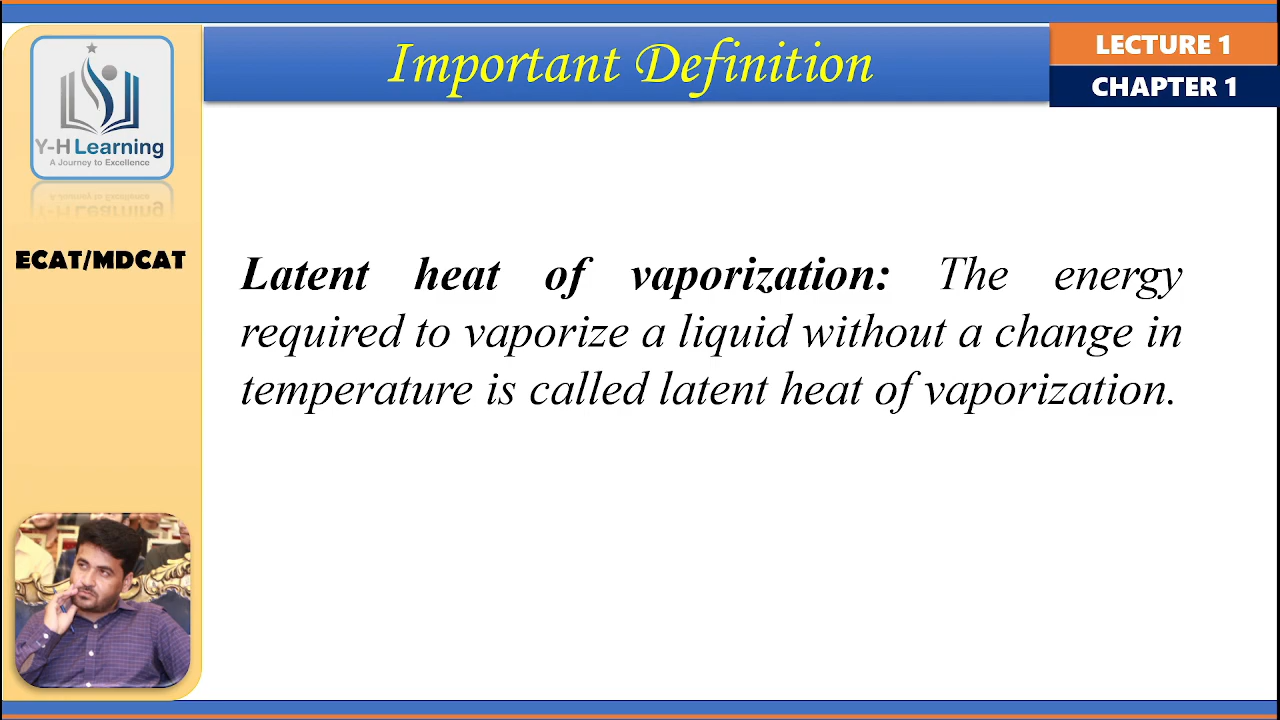 Important Definition
LECTURE 1
CHAPTER 1
Y-H Learning
A Journey to Excellence
ECAT/MDCAT
Latent heat of vaporization: The energy
required to vaporize a liquid without a change in
temperature is called latent heat of vaporization.